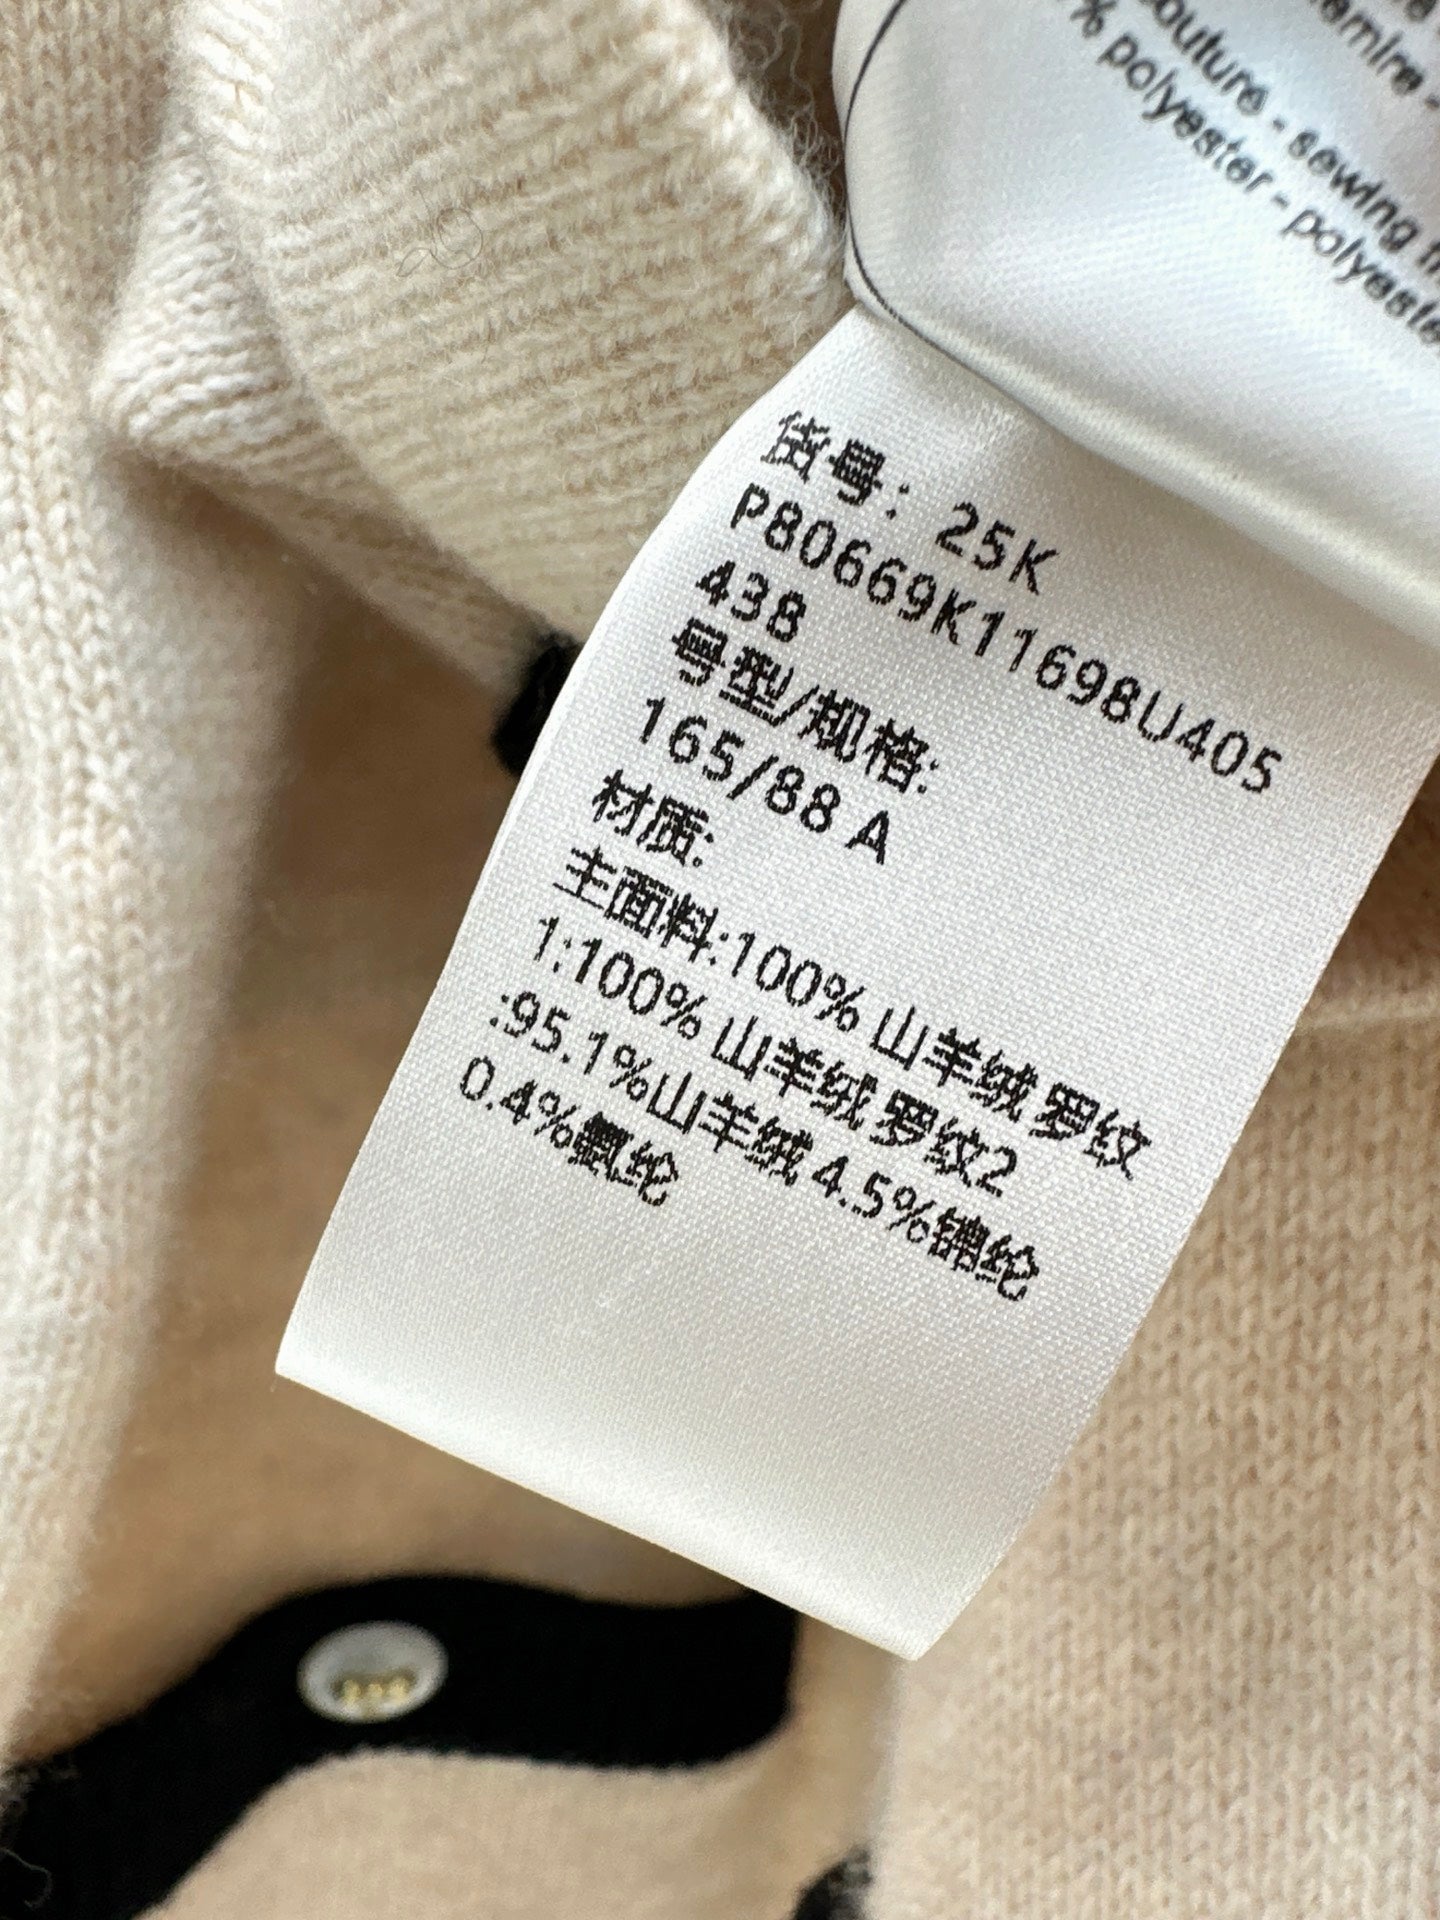 couture - sewing
% polyester - polyester
货号: 25K
P80669K11698U405
438
号型/规格:
165/88 A
材质:
主面料:100% 山羊绒 罗纹
1:100% 山羊绒 罗纹2
:95.1%山羊绒 4.5%锦纶
0.4%氨纶